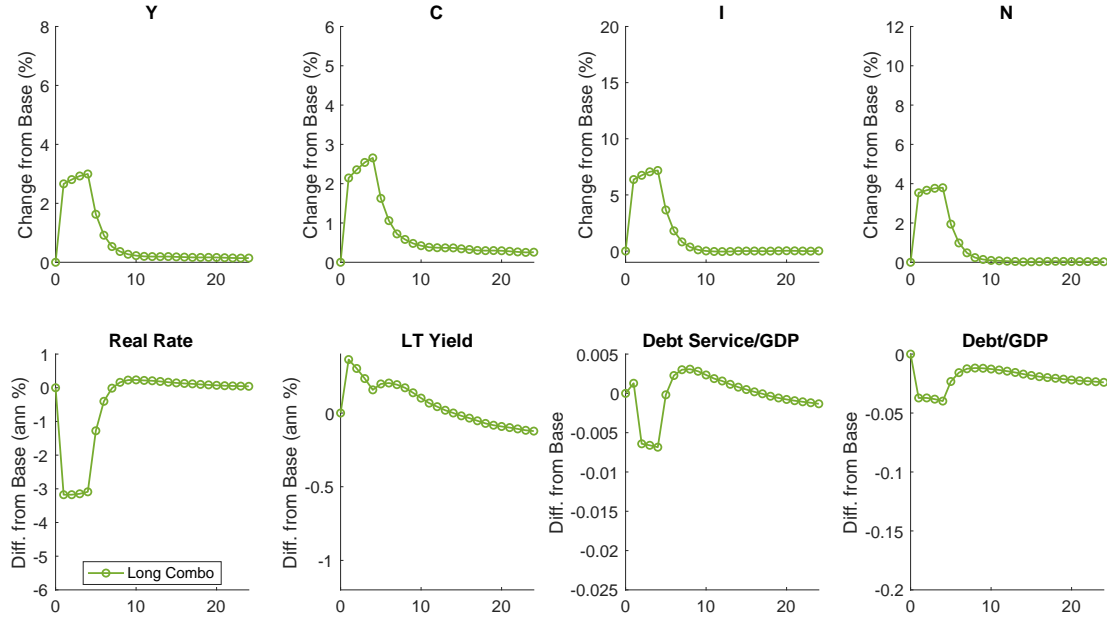 Y
Change from Base (%)
8
6
4
2
0
0 10 20
C
Change from Base (%)
6
5
4
3
2
1
0
0 10 20
I
Change from Base (%)
20
15
10
5
0
0 10 20
N
Change from Base (%)
12
10
8
6
4
2
0
0 10 20
Real Rate
Diff. from Base (ann %)
1
0
-1
-2
-3
-4
-5
-6
0 10 20
Long Combo
LT Yield
Diff. from Base (ann %)
0
-0.5
-1
0 10 20
Debt Service/GDP
Diff. from Base
0.005
0
-0.005
-0.01
-0.015
-0.02
-0.025
0 10 20
Debt/GDP
Diff. from Base
0
-0.05
-0.1
-0.15
-0.2
0 10 20